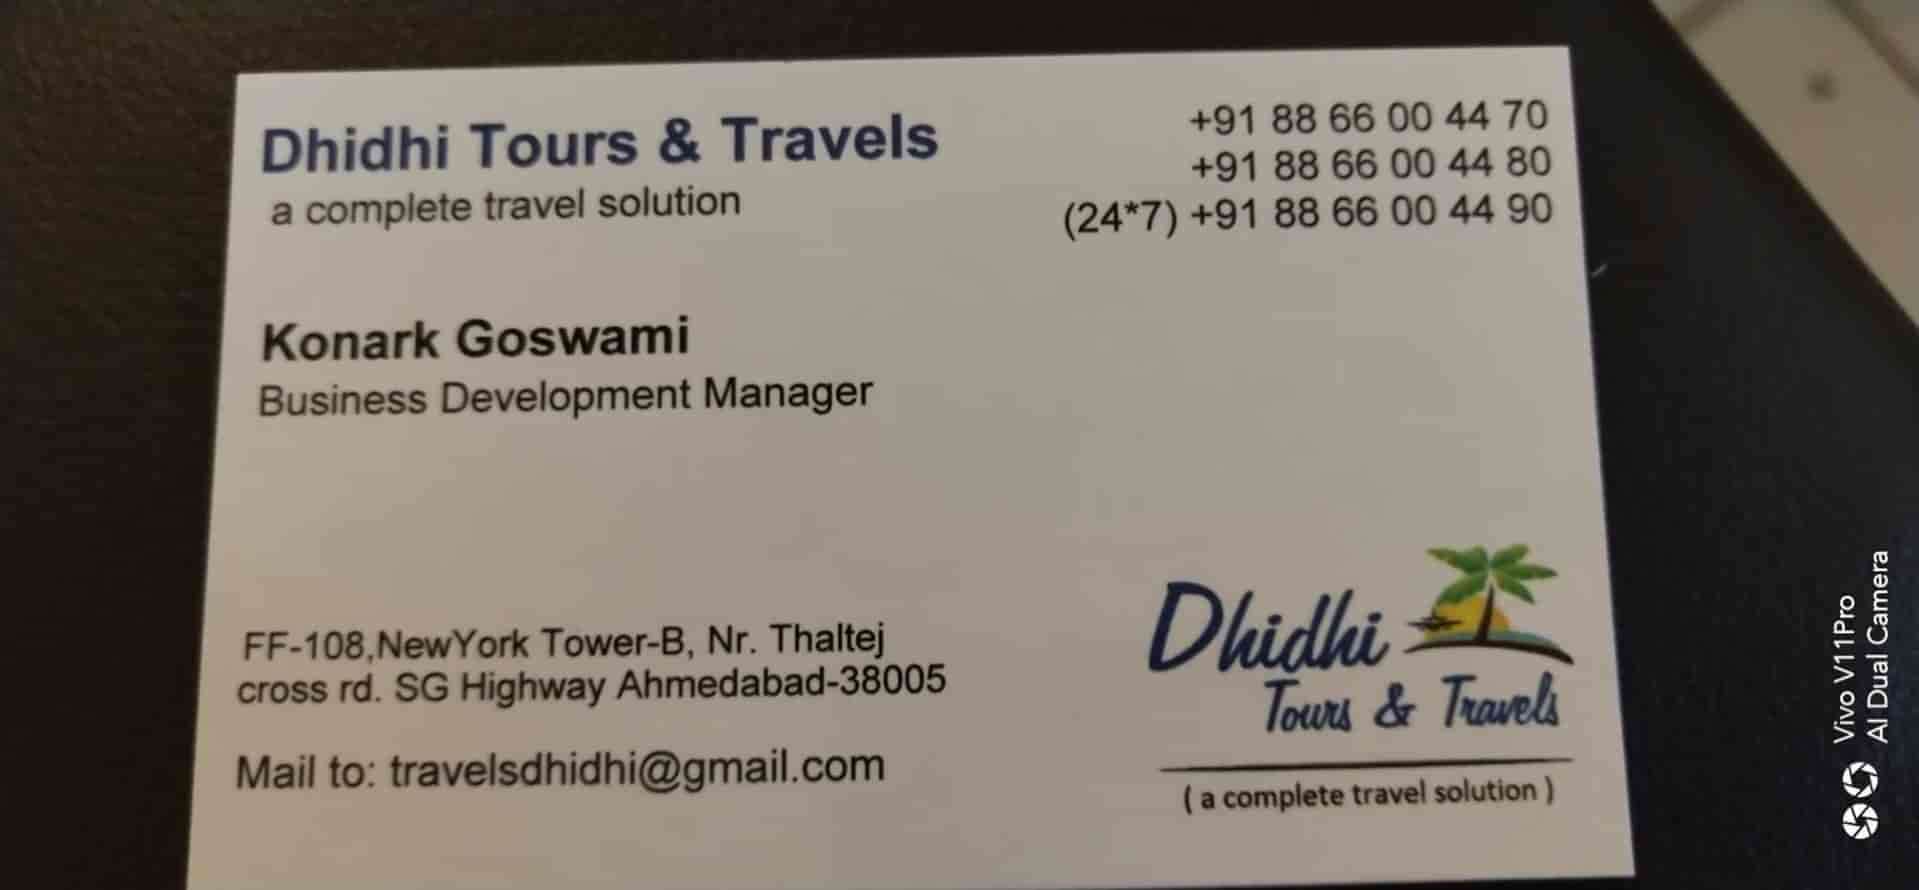 Dhidhi Tours & Travels
a complete travel solution
+91 88 66 00 44 70
+91 88 66 00 44 80
(24*7) +91 88 66 00 44 90
Konark Goswami
Business Development Manager
FF-108,NewYork Tower-B, Nr. Thaltej
cross rd. SG Highway Ahmedabad-38005
Mail to: travelsdhidhi@gmail.com
Dhidhi
Tours & Travels
( a complete travel solution )
Vivo V11Pro
AI Dual Camera